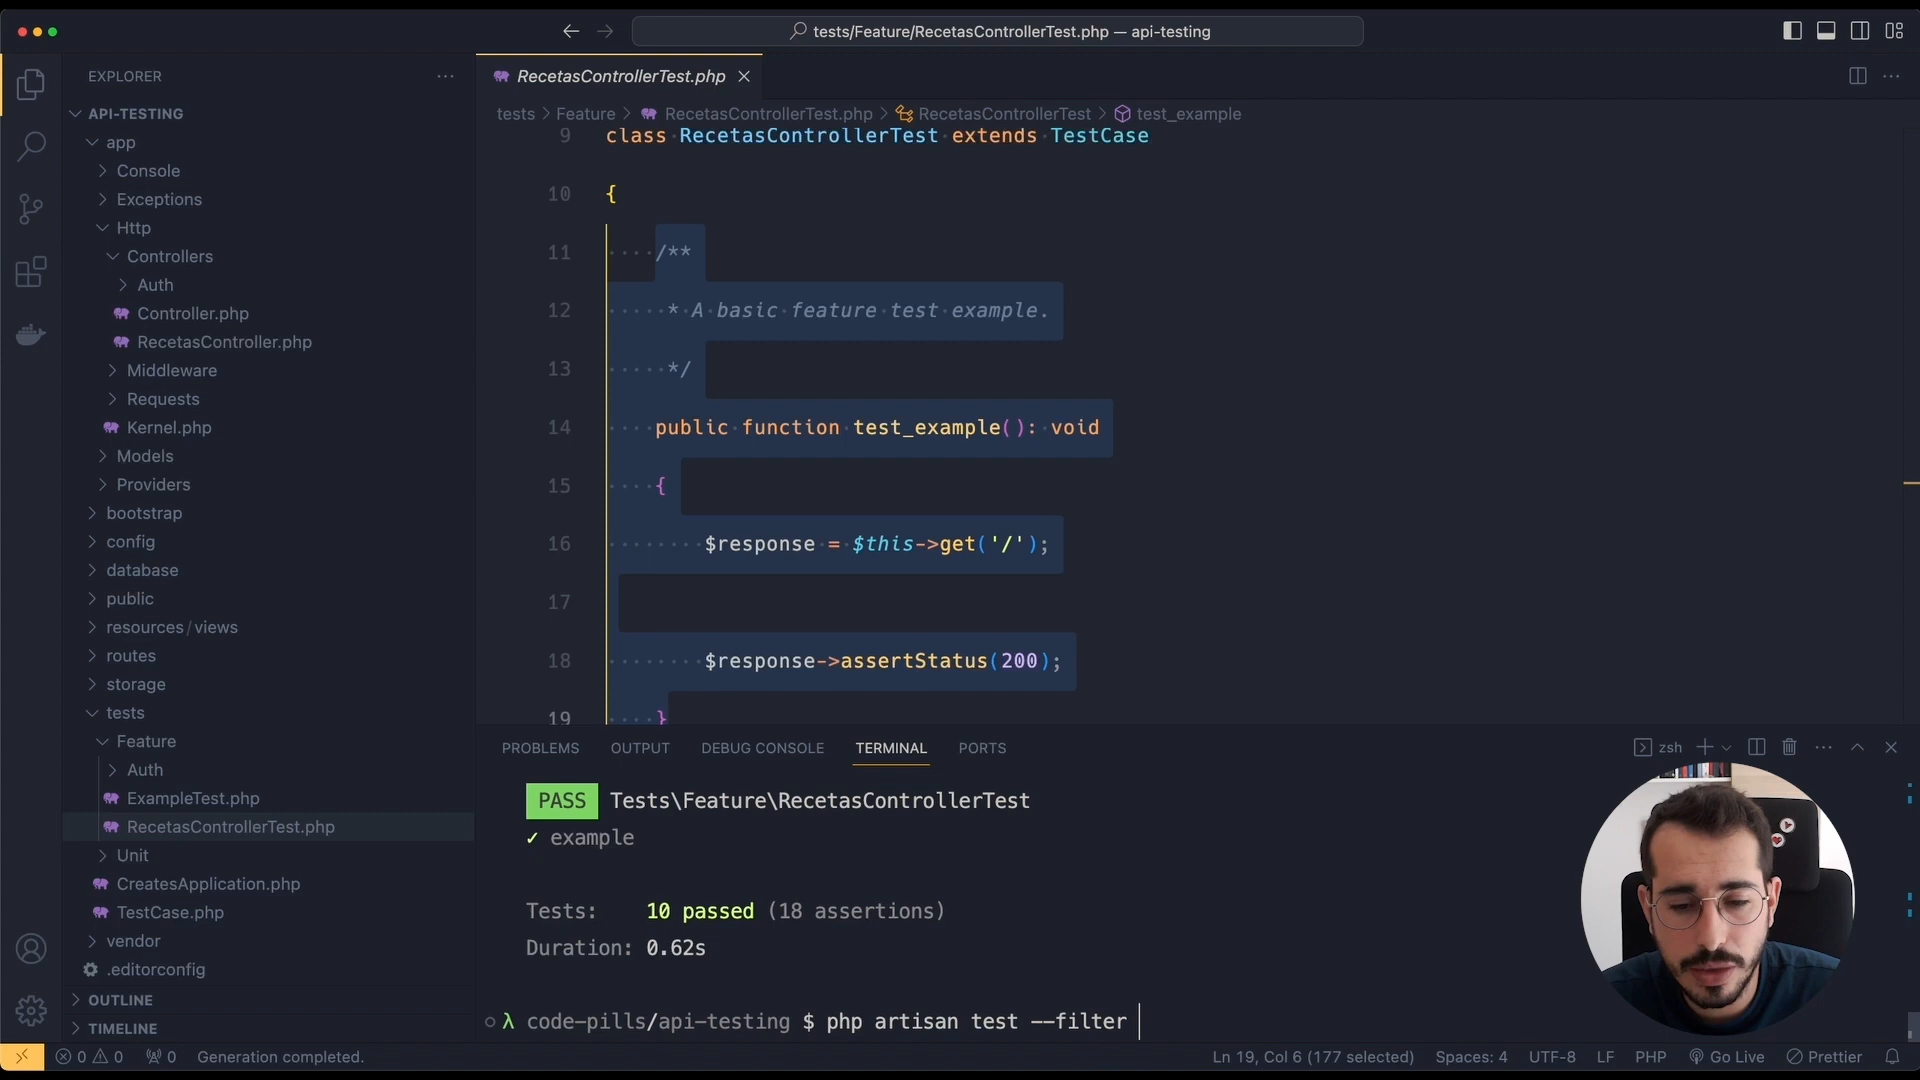 tests/Feature/RecetasControllerTest.php — api-testing
EXPLORER
API-TESTING
app
Console
Exceptions
Http
Controllers
Auth
Controller.php
RecetasController.php
Middleware
Requests
Kernel.php
Models
Providers
bootstrap
config
database
public
resources/views
routes
storage
tests
Feature
Auth
ExampleTest.php
RecetasControllerTest.php
Unit
CreatesApplication.php
TestCase.php
vendor
.editorconfig
OUTLINE
TIMELINE
RecetasControllerTest.php
tests > Feature > RecetasControllerTest.php > RecetasControllerTest > test_example
9 class RecetasControllerTest extends TestCase
10 {
11 /**
12 * A basic feature test example.
13 */
14 public function test_example(): void
15 {
16 $response = $this->get('/');
17
18 $response->assertStatus(200);
19 }
PROBLEMS OUTPUT DEBUG CONSOLE TERMINAL PORTS
zsh
PASS Tests\Feature\RecetasControllerTest
✓ example
Tests: 10 passed (18 assertions)
Duration: 0.62s
λ code-pills/api-testing $ php artisan test --filter
0 0 0 Generation completed.
Ln 19, Col 6 (177 selected) Spaces: 4 UTF-8 LF PHP Go Live Prettier